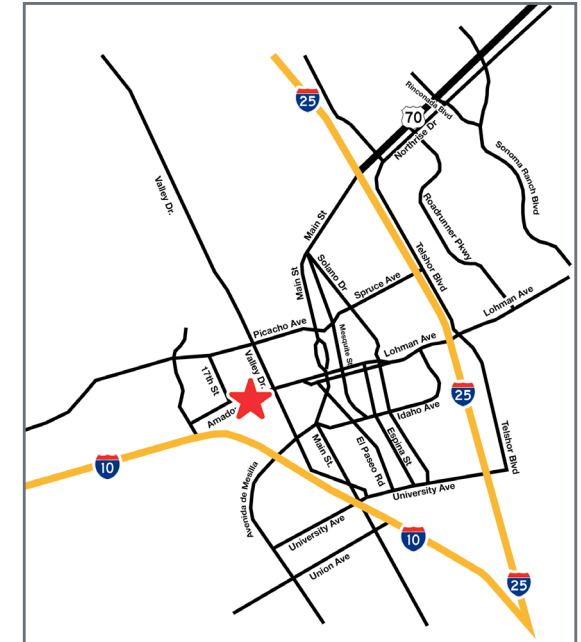 25
Rinconada Blvd
70
Northrise Dr
Sonoma Ranch Blvd
Valley Dr.
Roadrunner Pkwy
Main St
Telshor Blvd
Solano Dr
Main St
Spruce Ave
Lohman Ave
Picacho Ave
Mesquite St
Lohman Ave
Valley Dr.
17th St
25
Amado
Idaho Ave
Main St.
El Paseo Rd
Espina St
Telshor Blvd
10
Avenida de Mesilla
University Ave
University Ave
10
Union Ave
25